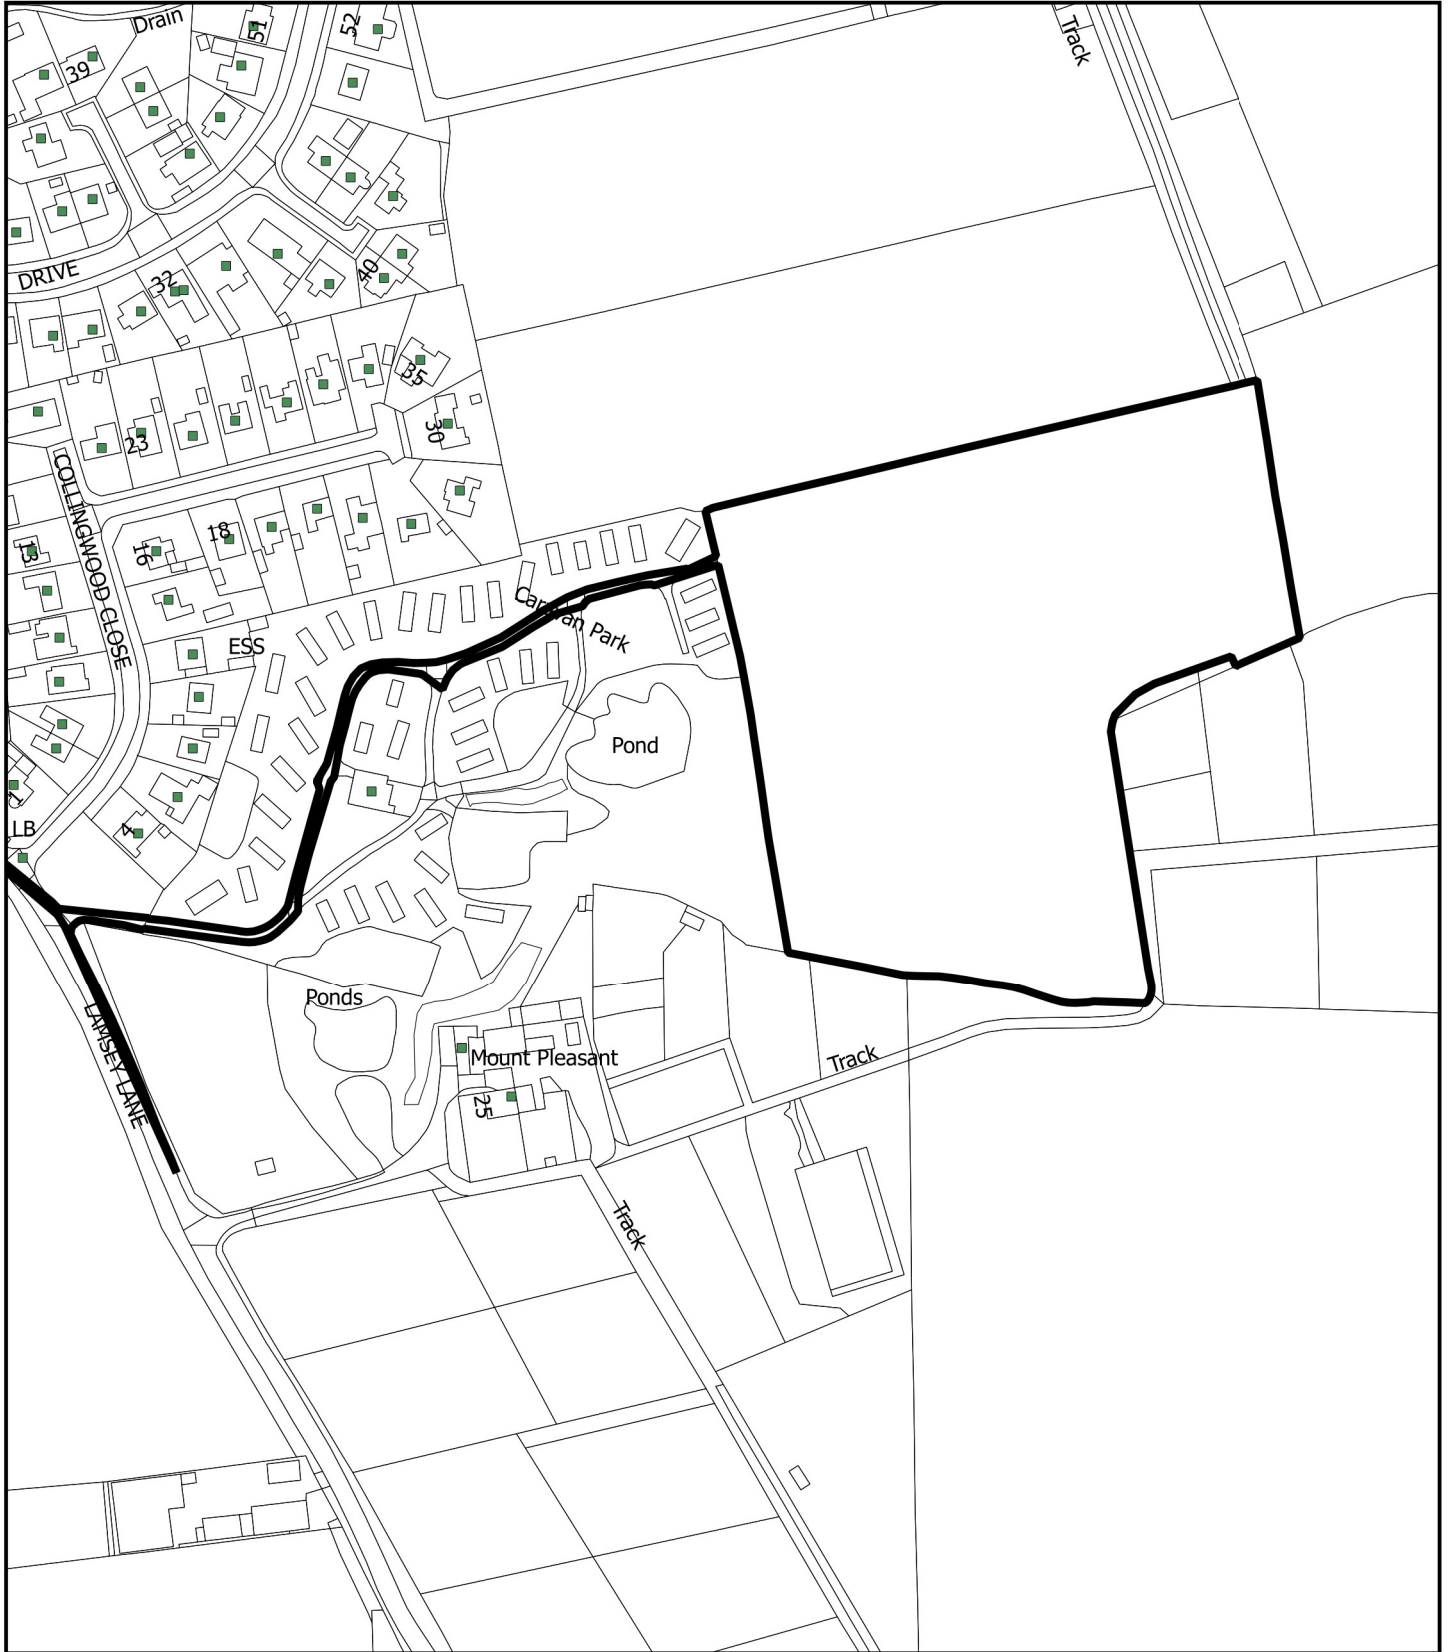 Drain
51
52
Track
39
DRIVE
32
40
35
23
30
COLLINGWOOD CLOSE
18
16
13
Caravan Park
ESS
Pond
1
4
LB
Ponds
LAMSEY LANE
Mount Pleasant
Track
25
Track